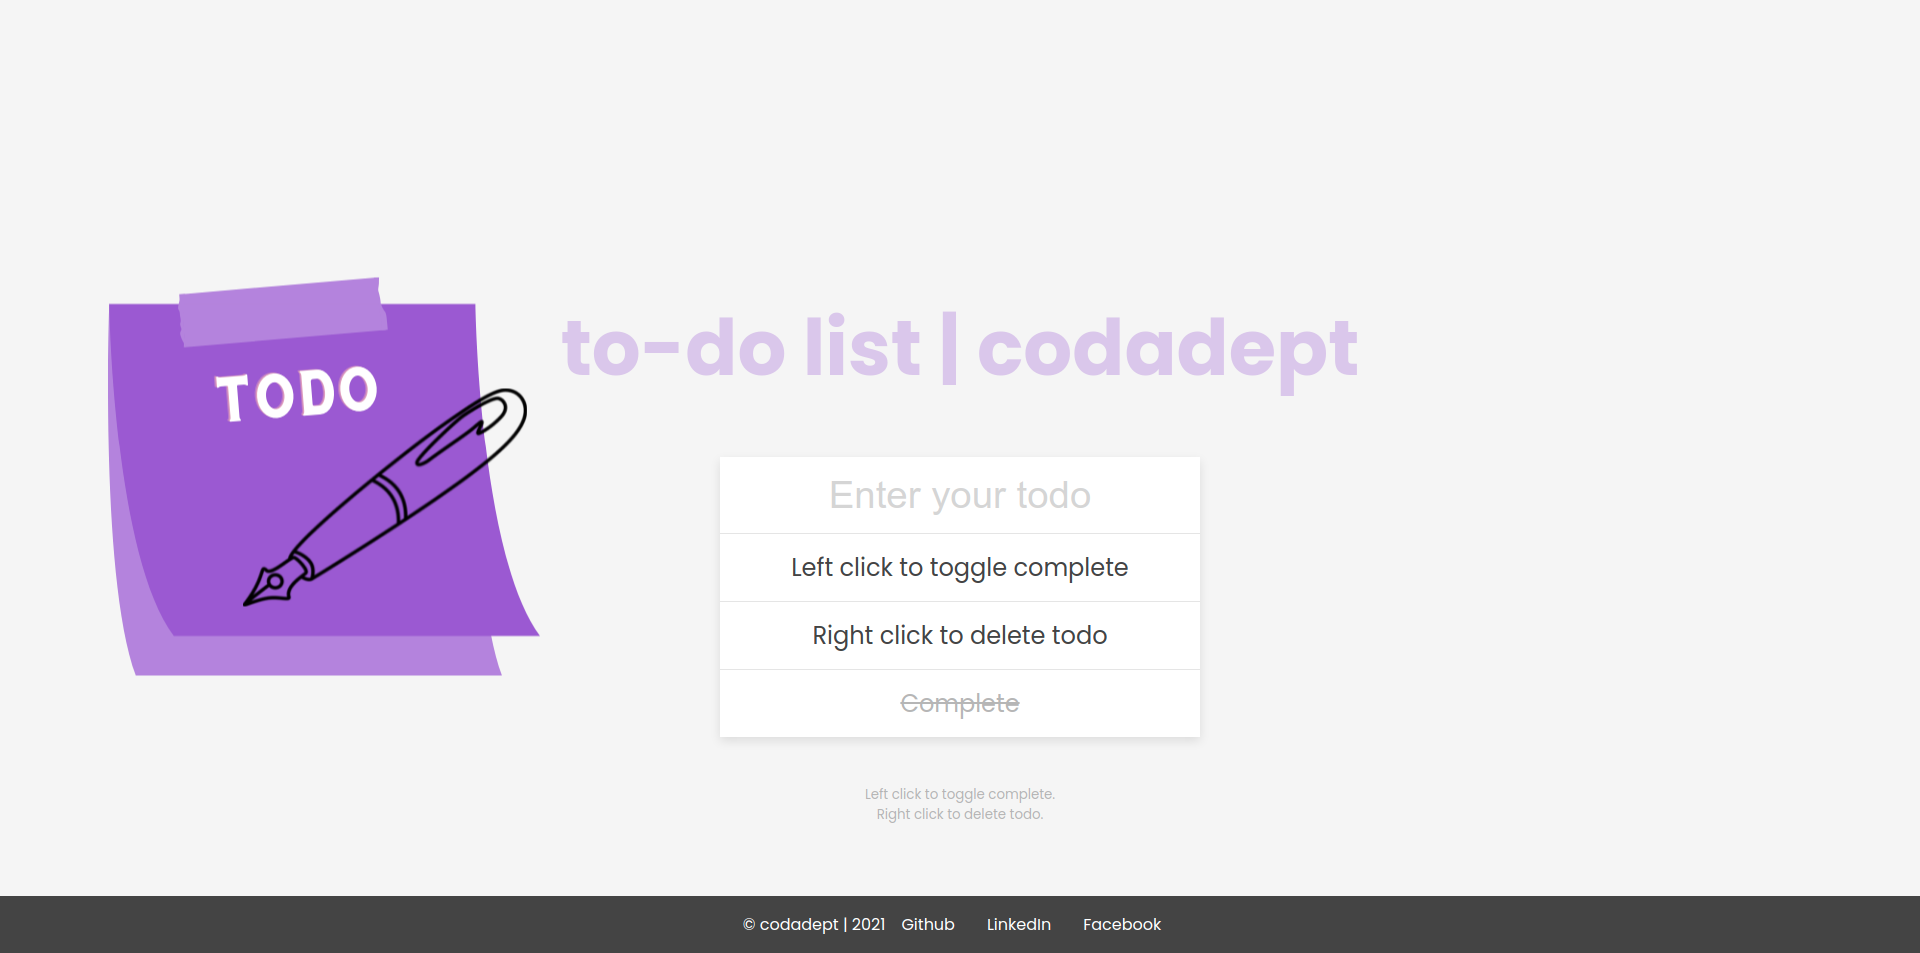 TODO
to-do list | codadept
Enter your todo
Left click to toggle complete
Right click to delete todo
Complete
Left click to toggle complete.
Right click to delete todo.
© codadept | 2021 Github LinkedIn Facebook